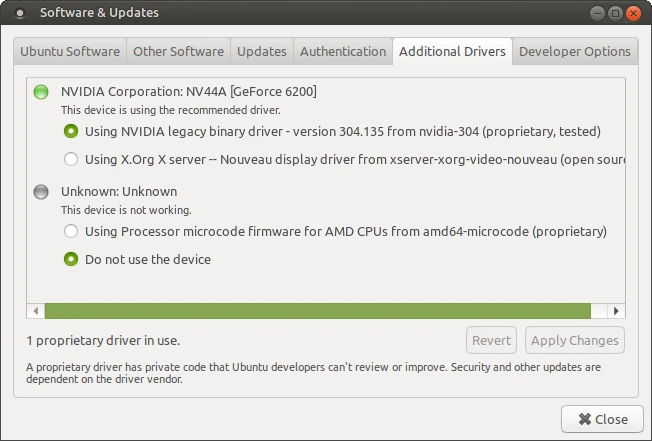 Software & Updates
Ubuntu Software
Other Software
Updates
Authentication
Additional Drivers
Developer Options
NVIDIA Corporation: NV44A [GeForce 6200]
This device is using the recommended driver.
Using NVIDIA legacy binary driver - version 304.135 from nvidia-304 (proprietary, tested)
Using X.Org X server -- Nouveau display driver from xserver-xorg-video-nouveau (open sour
Unknown: Unknown
This device is not working.
Using Processor microcode firmware for AMD CPUs from amd64-microcode (proprietary)
Do not use the device
1 proprietary driver in use.
Revert
Apply Changes
A proprietary driver has private code that Ubuntu developers can't review or improve. Security and other updates are
dependent on the driver vendor.
Close